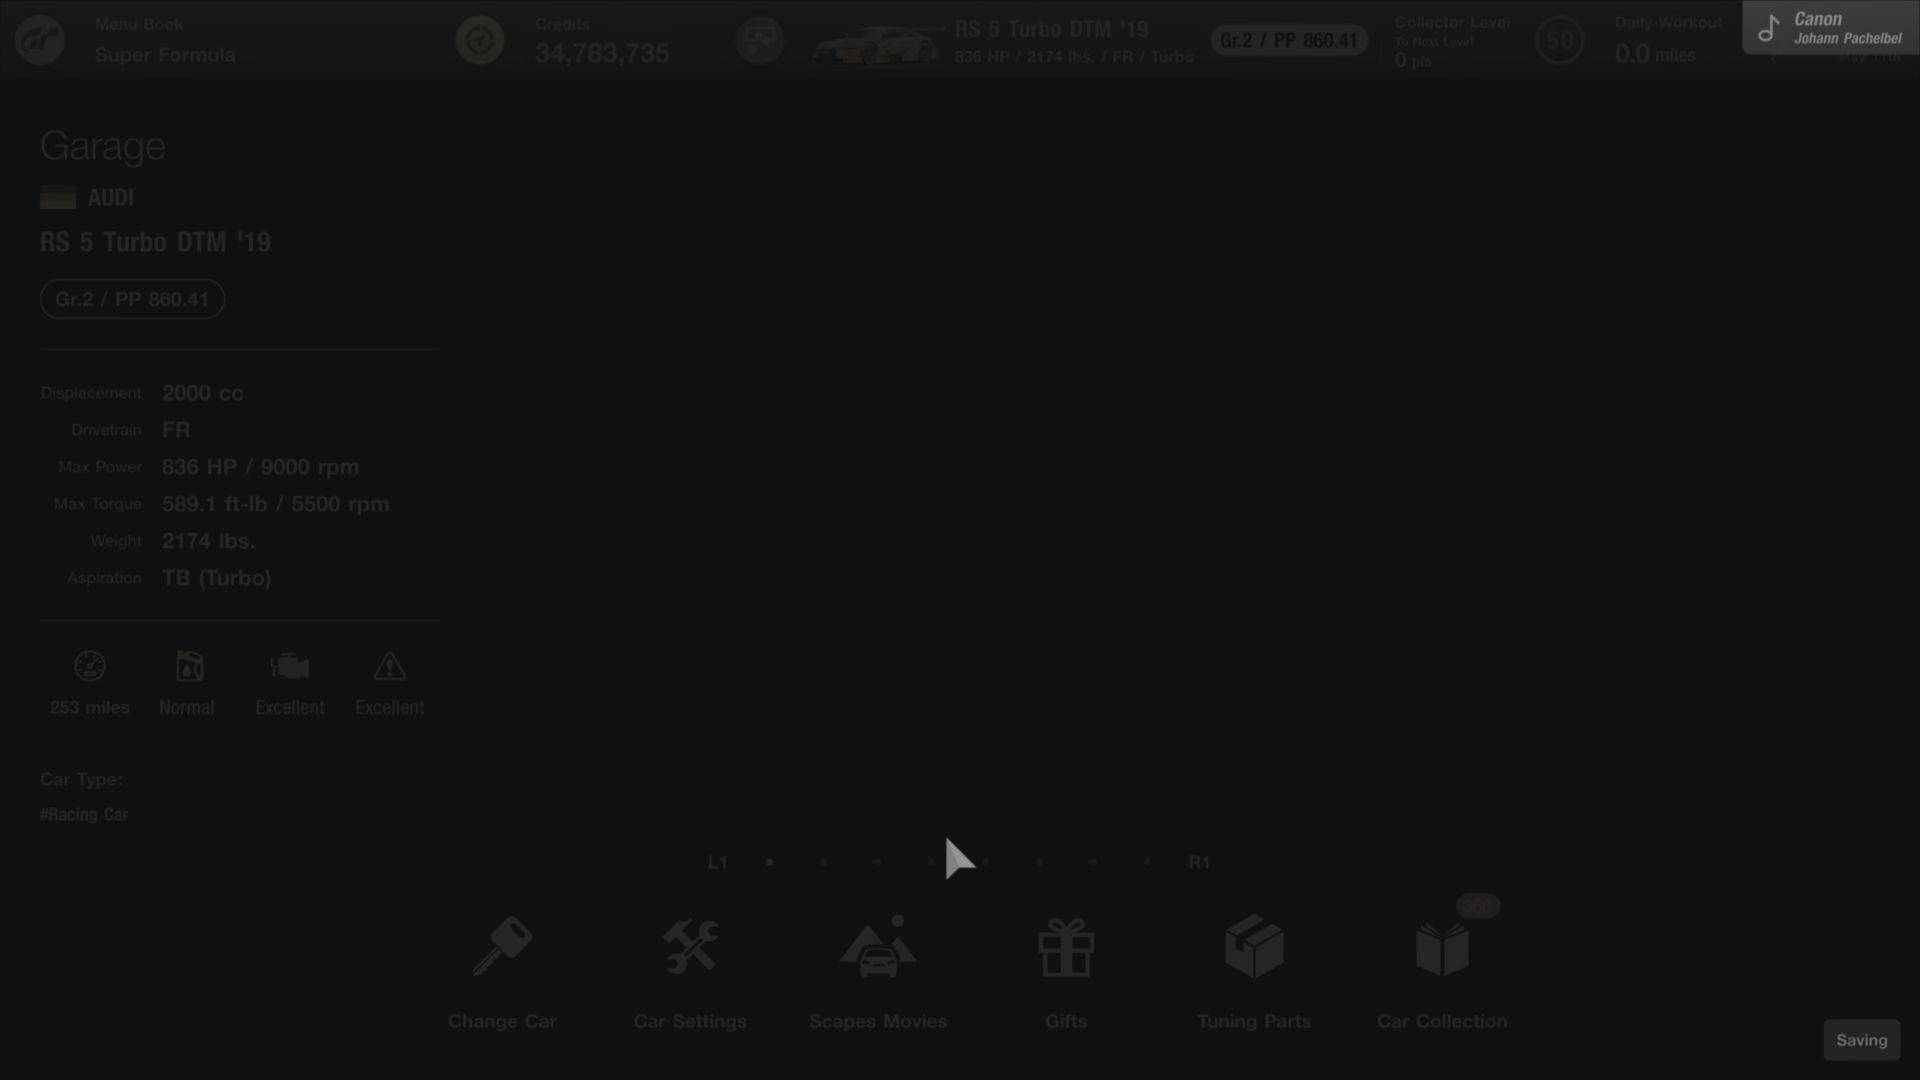 Menu Book
Super Formula
Credits
34,783,735
RS 5 Turbo DTM '19
836 HP / 2174 lbs. / FR / Turbo
Gr.2 / PP 860.41
Collector Level
To Next Level
0 pts
50
Daily Workout
0.0 miles
Canon
Johann Pachelbel
Garage
AUDI
RS 5 Turbo DTM '19
Gr.2 / PP 860.41
Displacement 2000 cc
Drivetrain FR
Max Power 836 HP / 9000 rpm
Max Torque 589.1 ft-lb / 5500 rpm
Weight 2174 lbs.
Aspiration TB (Turbo)
253 miles Normal Excellent Excellent
Car Type:
#Racing Car
L1 R1
Change Car Car Settings Scapes Movies Gifts Tuning Parts Car Collection
Saving